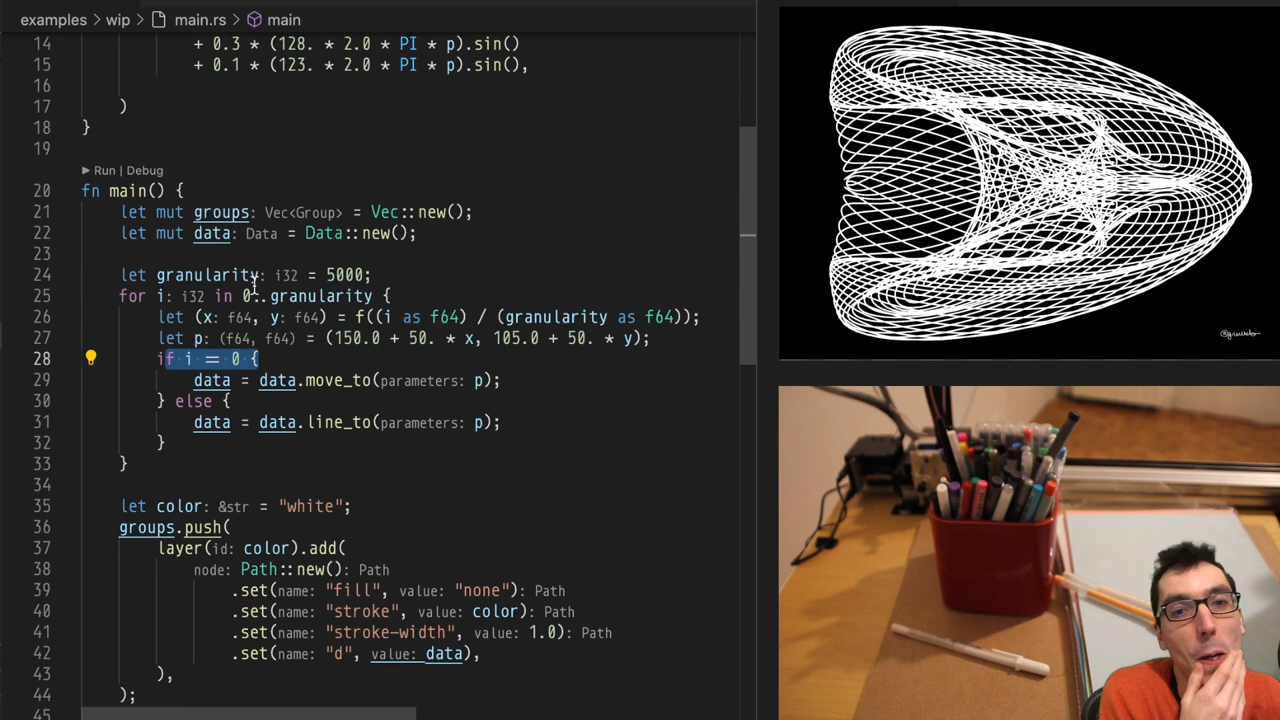 examples > wip > main.rs > main
14 + 0.3 * (128. * 2.0 * PI * p).sin()
15 + 0.1 * (123. * 2.0 * PI * p).sin(),
16
17 )
18 }
19
Run | Debug
20 fn main() {
21 let mut groups: Vec<Group> = Vec::new();
22 let mut data: Data = Data::new();
23
24 let granularity: i32 = 5000;
25 for i: i32 in 0..granularity {
26 let (x: f64, y: f64) = f((i as f64) / (granularity as f64));
27 let p: (f64, f64) = (150.0 + 50. * x, 105.0 + 50. * y);
28 if i == 0 {
29 data = data.move_to(parameters: p);
30 } else {
31 data = data.line_to(parameters: p);
32 }
33 }
34
35 let color: &str = "white";
36 groups.push(
37 layer(id: color).add(
38 node: Path::new(): Path
39 .set(name: "fill", value: "none"): Path
40 .set(name: "stroke", value: color): Path
41 .set(name: "stroke-width", value: 1.0): Path
42 .set(name: "d", value: data),
43 ),
44 );
45